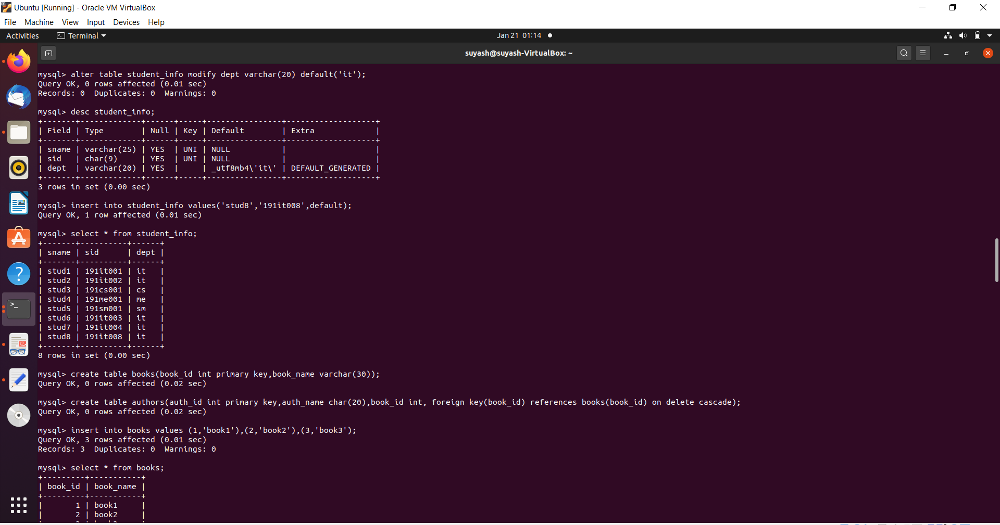 Ubuntu [Running] - Oracle VM VirtualBox
File Machine View Input Devices Help
Activities Terminal Jan 21 01:14
suyash@suyash-VirtualBox: ~
mysql> alter table student_info modify dept varchar(20) default('it');
Query OK, 0 rows affected (0.01 sec)
Records: 0  Duplicates: 0  Warnings: 0
mysql> desc student_info;
+-------+-------------+------+-----+----------------+-------------------+
| Field | Type        | Null | Key | Default        | Extra             |
+-------+-------------+------+-----+----------------+-------------------+
| sname | varchar(25) | YES  | UNI | NULL           |                   |
| sid   | char(9)     | YES  | UNI | NULL           |                   |
| dept  | varchar(20) | YES  |     | _utf8mb4\'it\' | DEFAULT_GENERATED |
+-------+-------------+------+-----+----------------+-------------------+
3 rows in set (0.00 sec)
mysql> insert into student_info values('stud8','191it008',default);
Query OK, 1 row affected (0.01 sec)
mysql> select * from student_info;
+-------+----------+------+
| sname | sid      | dept |
+-------+----------+------+
| stud1 | 191it001 | it   |
| stud2 | 191it002 | it   |
| stud3 | 191cs001 | cs   |
| stud4 | 191me001 | me   |
| stud5 | 191sm001 | sm   |
| stud6 | 191it003 | it   |
| stud7 | 191it004 | it   |
| stud8 | 191it008 | it   |
+-------+----------+------+
8 rows in set (0.00 sec)
mysql> create table books(book_id int primary key,book_name varchar(30));
Query OK, 0 rows affected (0.02 sec)
mysql> create table authors(auth_id int primary key,auth_name char(20),book_id int, foreign key(book_id) references books(book_id) on delete cascade);
Query OK, 0 rows affected (0.02 sec)
mysql> insert into books values (1,'book1'),(2,'book2'),(3,'book3');
Query OK, 3 rows affected (0.01 sec)
Records: 3  Duplicates: 0  Warnings: 0
mysql> select * from books;
+---------+-----------+
| book_id | book_name |
+---------+-----------+
|       1 | book1     |
|       2 | book2     |